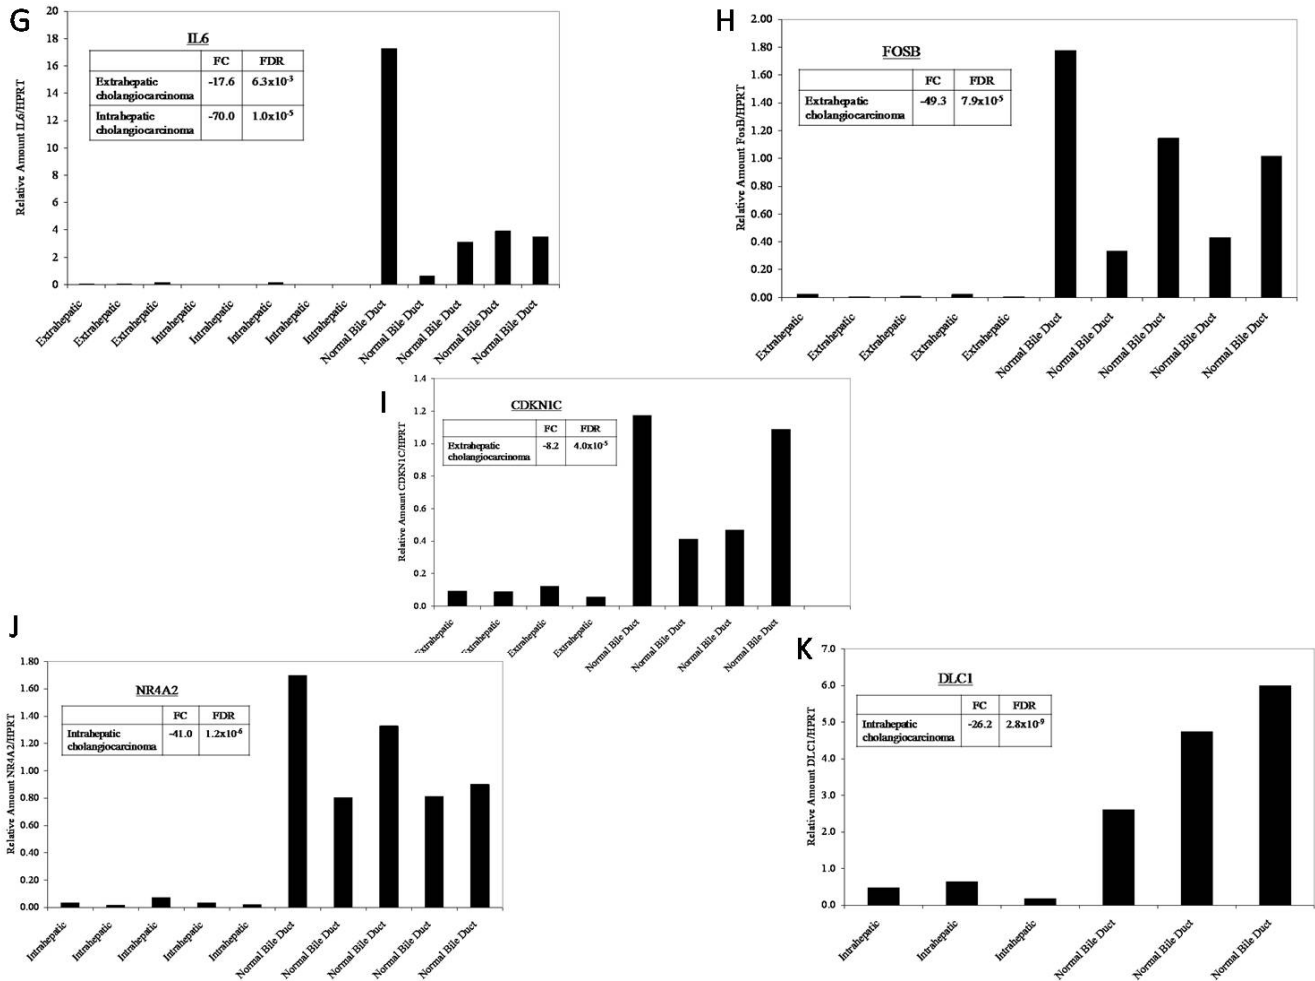 G
IL6
FC FDR
Extrahepatic cholangiocarcinoma -17.6 6.3x10⁻³
Intrahepatic cholangiocarcinoma -70.0 1.0x10⁻⁵
Relative Amount IL6/HPRT
20
18
16
14
12
10
8
6
4
2
0
Extrahepatic
Extrahepatic
Extrahepatic
Intrahepatic
Intrahepatic
Intrahepatic
Intrahepatic
Intrahepatic
Normal Bile Duct
Normal Bile Duct
Normal Bile Duct
Normal Bile Duct
Normal Bile Duct
H
FOSB
FC FDR
Extrahepatic cholangiocarcinoma -49.3 7.9x10⁻⁵
Relative Amount FosB/HPRT
2.00
1.80
1.60
1.40
1.20
1.00
0.80
0.60
0.40
0.20
0.00
Extrahepatic
Extrahepatic
Extrahepatic
Extrahepatic
Extrahepatic
Normal Bile Duct
Normal Bile Duct
Normal Bile Duct
Normal Bile Duct
Normal Bile Duct
I
CDKN1C
FC FDR
Extrahepatic cholangiocarcinoma -8.2 4.0x10⁻⁵
Relative Amount CDKN1C/HPRT
1.4
1.2
1.0
0.8
0.6
0.4
0.2
0.0
Extrahepatic
Extrahepatic
Extrahepatic
Extrahepatic
Normal Bile Duct
Normal Bile Duct
Normal Bile Duct
Normal Bile Duct
J
NR4A2
FC FDR
Intrahepatic cholangiocarcinoma -41.0 1.2x10⁻⁶
Relative Amount NR4A2/HPRT
1.80
1.60
1.40
1.20
1.00
0.80
0.60
0.40
0.20
0.00
Intrahepatic
Intrahepatic
Intrahepatic
Intrahepatic
Intrahepatic
Normal Bile Duct
Normal Bile Duct
Normal Bile Duct
Normal Bile Duct
Normal Bile Duct
K
DLC1
FC FDR
Intrahepatic cholangiocarcinoma -26.2 2.8x10⁻⁹
Relative Amount DLC1/HPRT
7.0
6.0
5.0
4.0
3.0
2.0
1.0
0.0
Intrahepatic
Intrahepatic
Intrahepatic
Normal Bile Duct
Normal Bile Duct
Normal Bile Duct